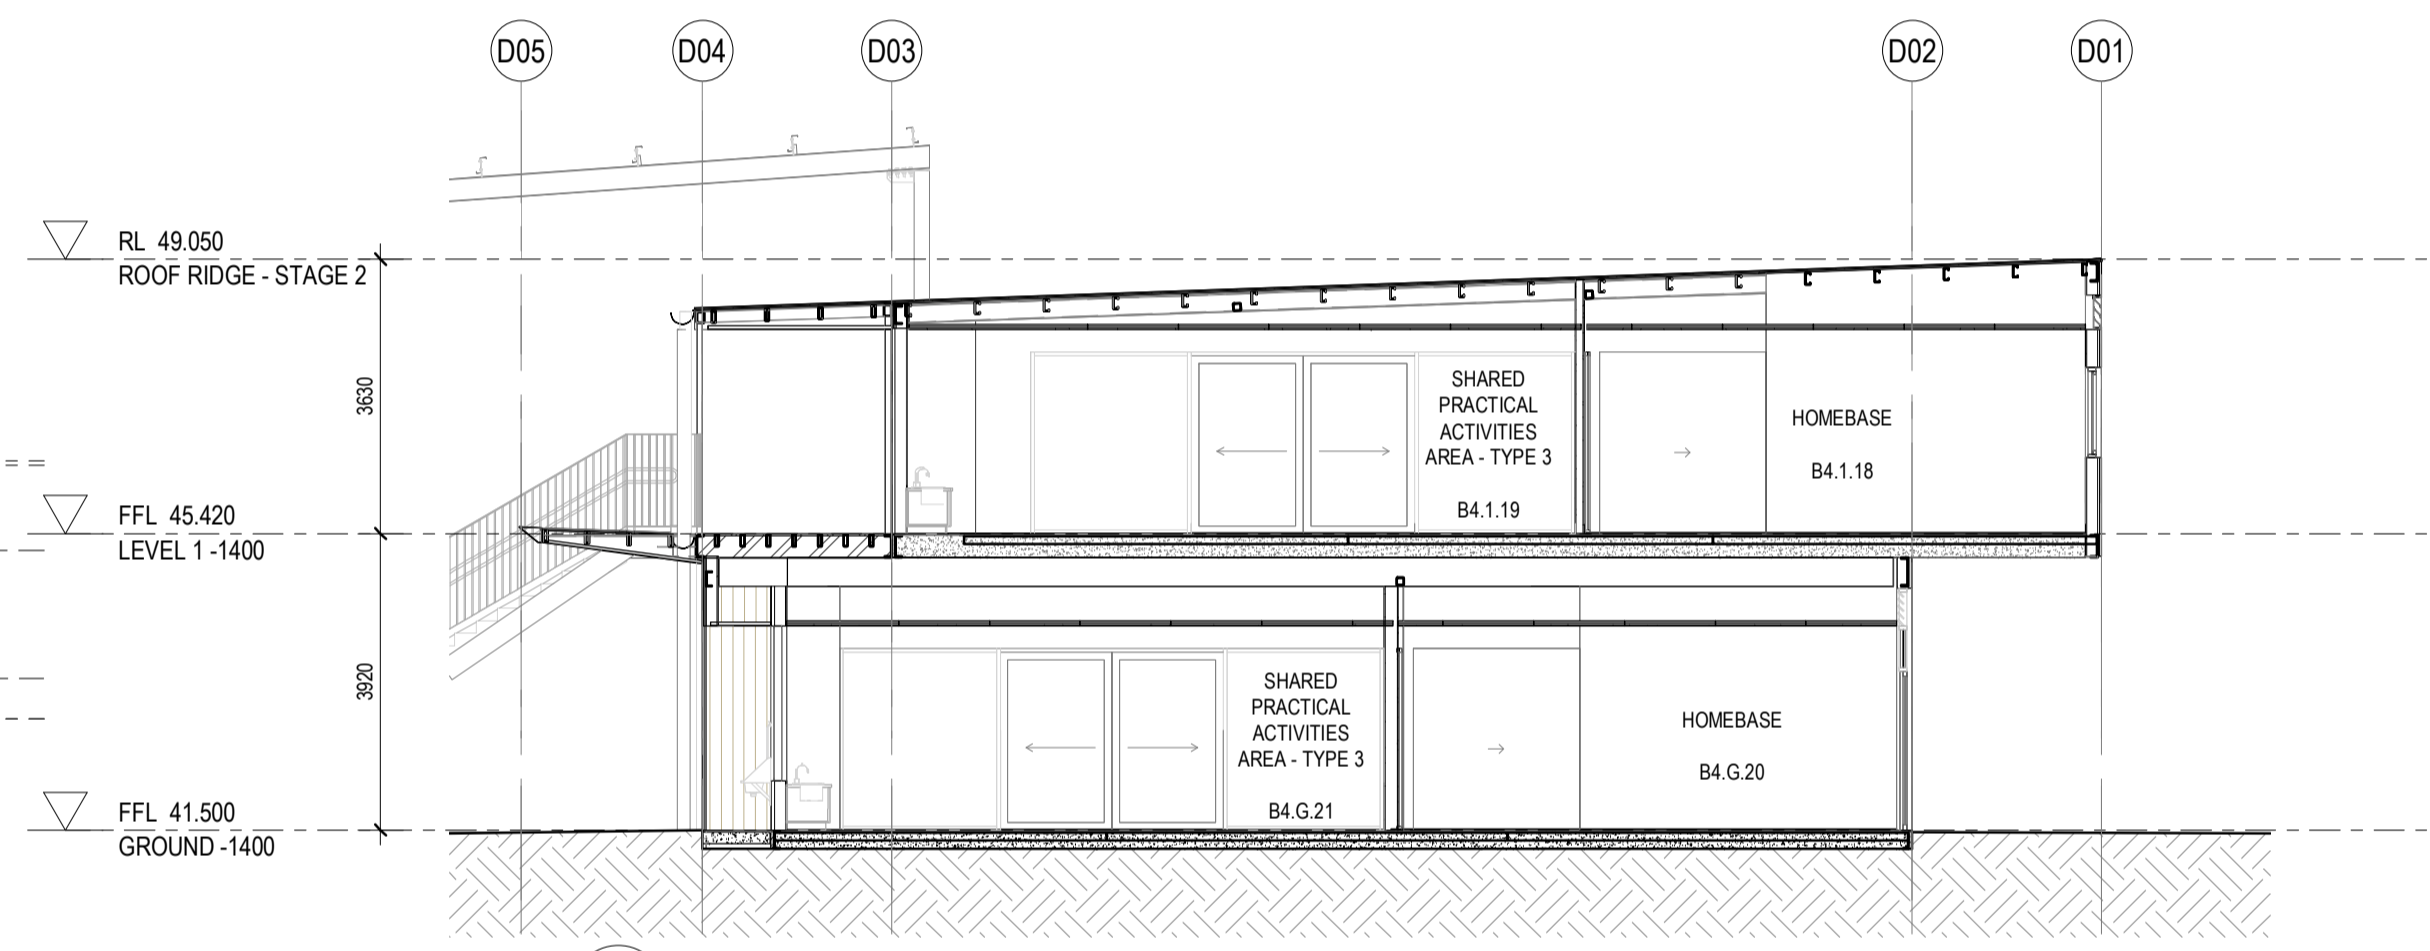 D05
D04
D03
D02
D01
RL 49.050
ROOF RIDGE - STAGE 2
3630
SHARED
PRACTICAL
ACTIVITIES
AREA - TYPE 3
B4.1.19
HOMEBASE
B4.1.18
FFL 45.420
LEVEL 1 -1400
3920
SHARED
PRACTICAL
ACTIVITIES
AREA - TYPE 3
B4.G.21
HOMEBASE
B4.G.20
FFL 41.500
GROUND -1400